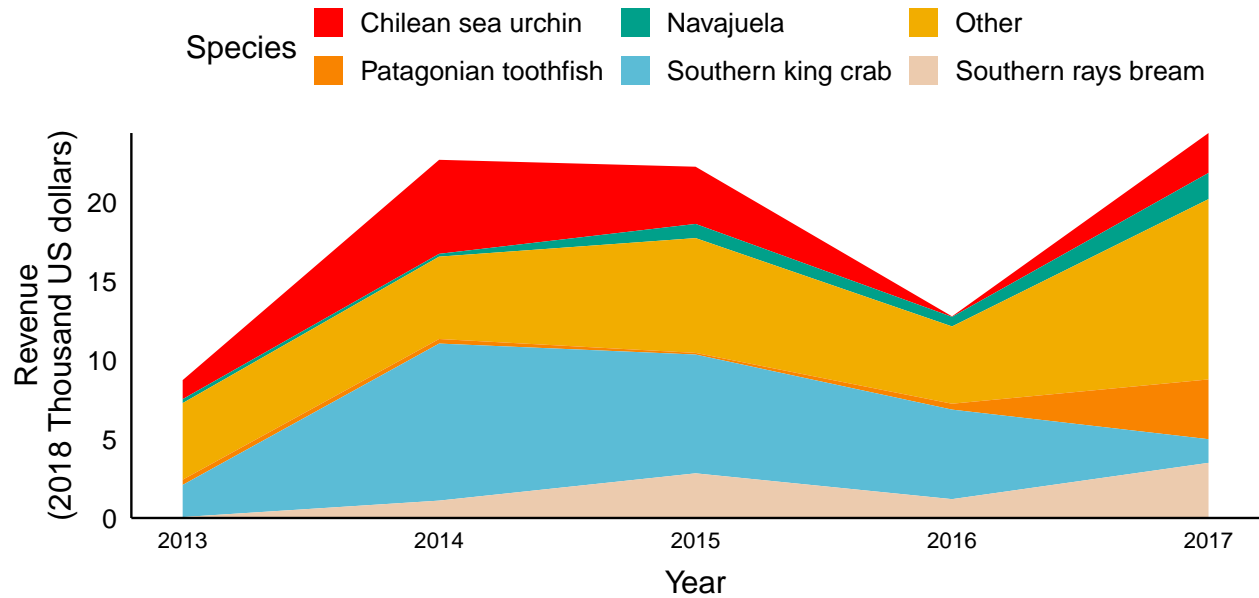 Species
Chilean sea urchin
Navajuela
Other
Patagonian toothfish
Southern king crab
Southern rays bream
Revenue
(2018 Thousand US dollars)
20
15
10
5
0
2013
2014
2015
2016
2017
Year